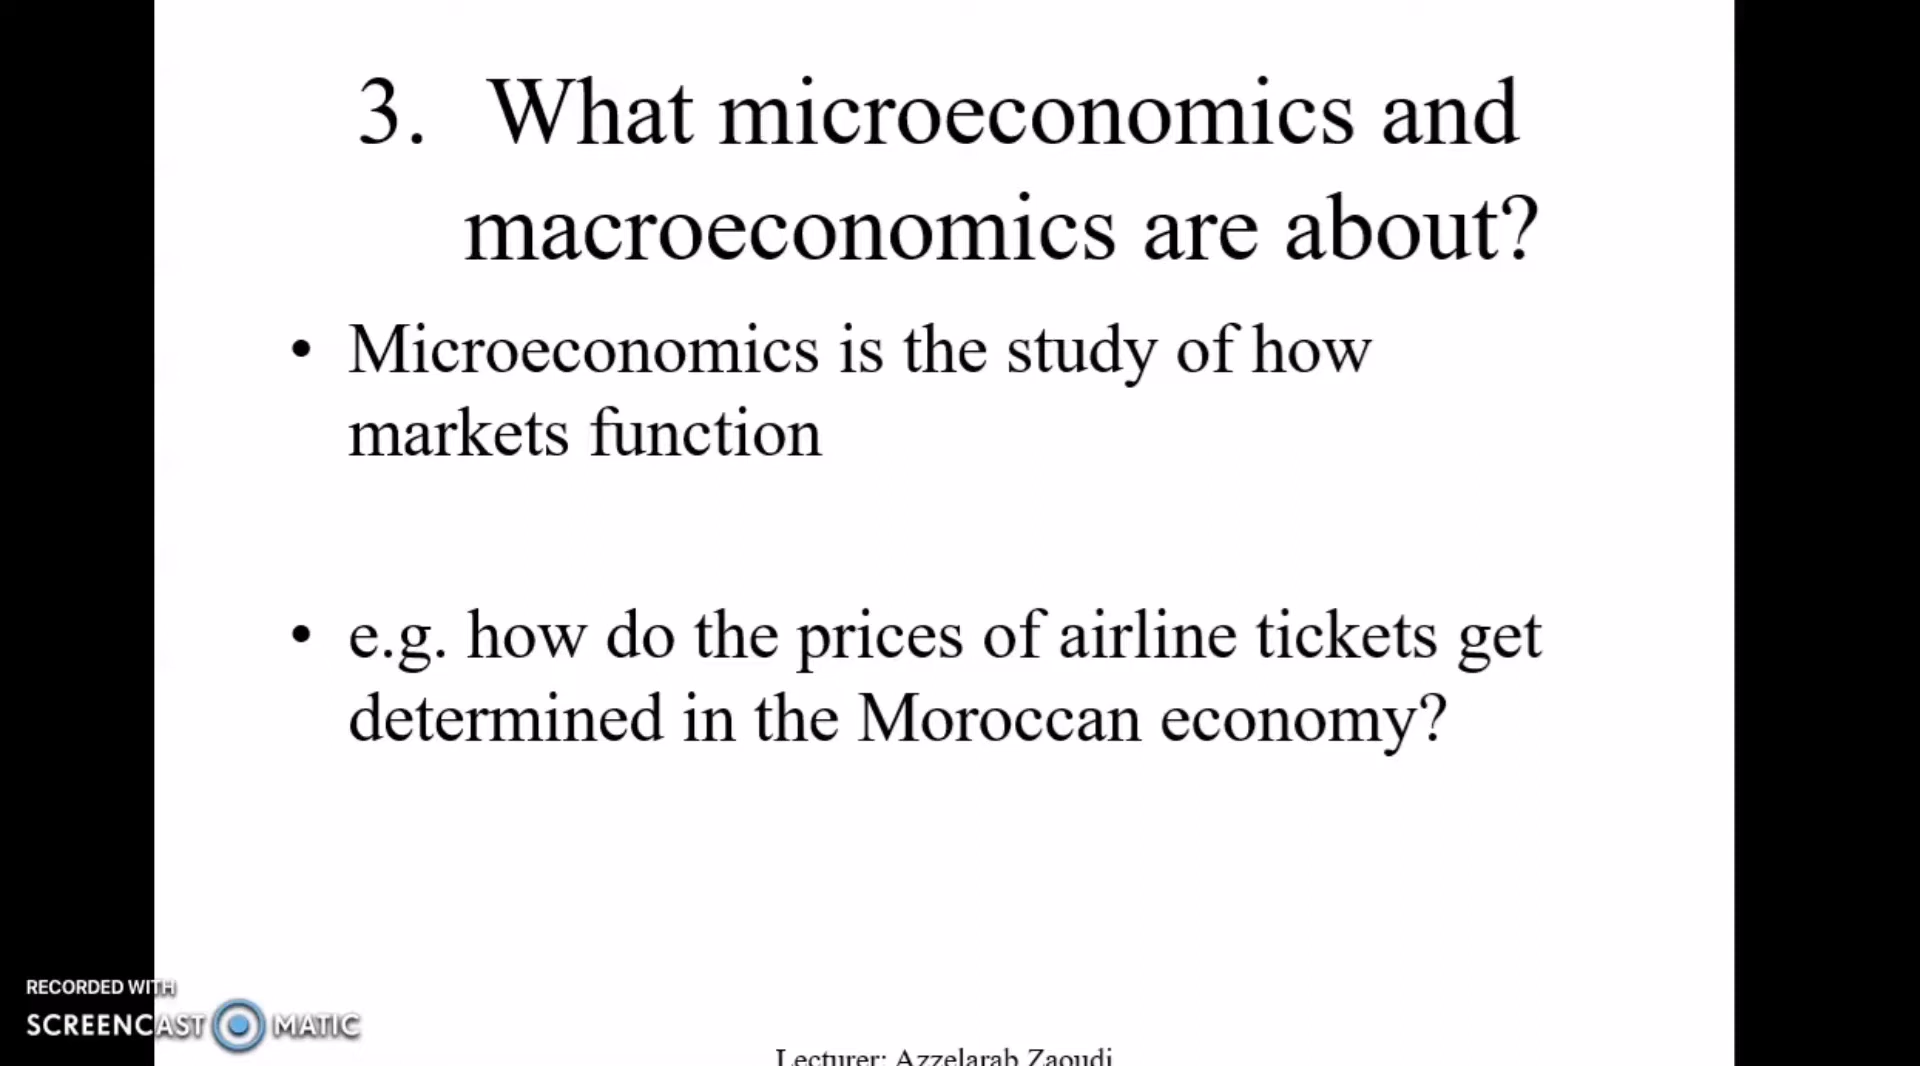 3. What microeconomics and
macroeconomics are about?
• Microeconomics is the study of how
markets function
• e.g. how do the prices of airline tickets get
determined in the Moroccan economy?
RECORDED WITH
SCREENCAST MATIC
Lecturer: Azzelarab Zaoudi